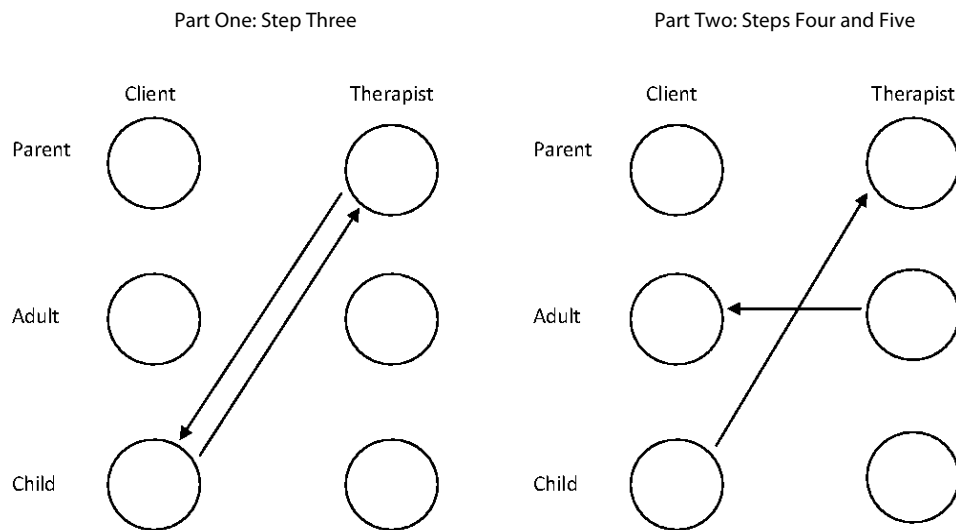 Part One: Step Three
Client Therapist
Parent
Adult
Child
Part Two: Steps Four and Five
Client Therapist
Parent
Adult
Child